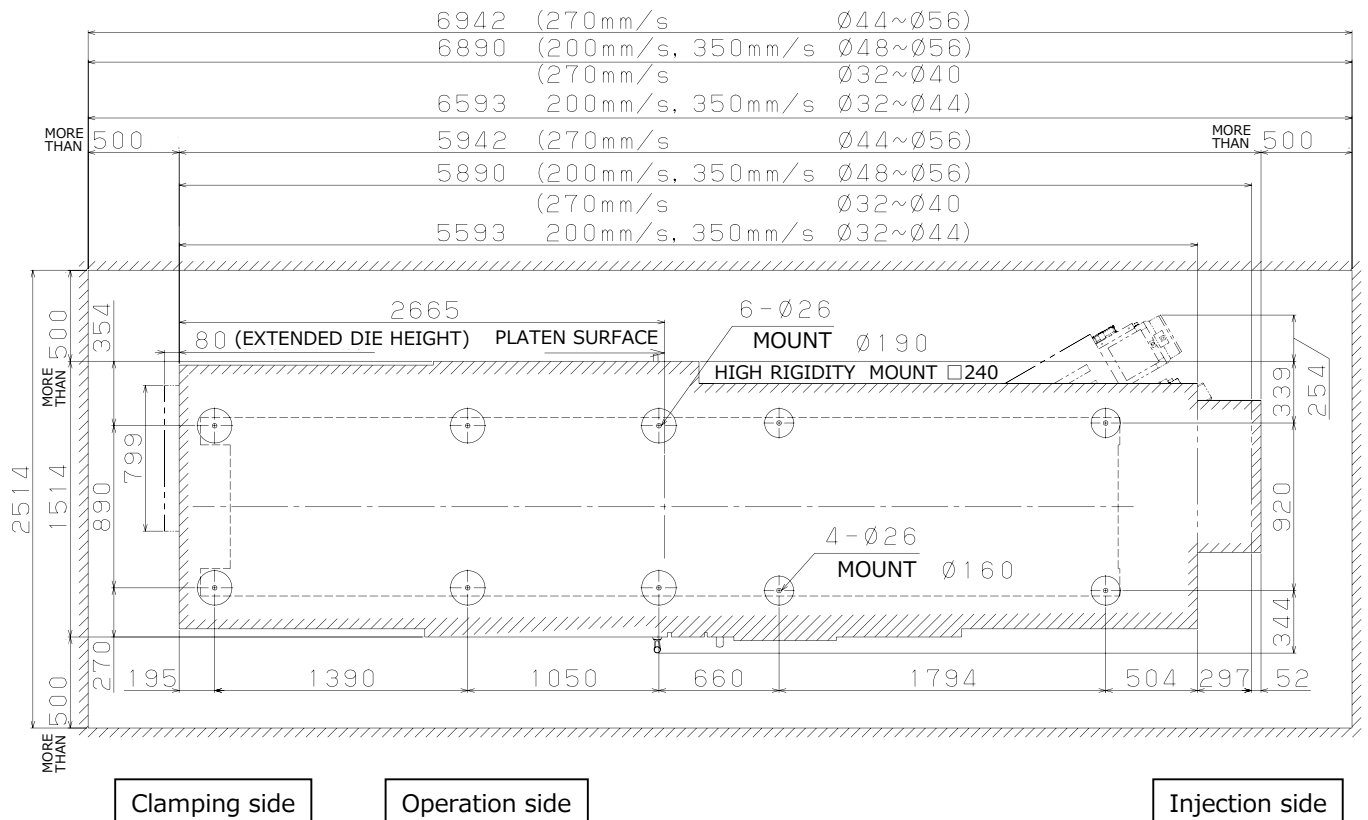 6942 (270mm/s Ø44~Ø56)
6890 (200mm/s, 350mm/s Ø48~Ø56)
(270mm/s Ø32~Ø40
6593 200mm/s, 350mm/s Ø32~Ø44)
MORE THAN 500
5942 (270mm/s Ø44~Ø56)
MORE THAN 500
5890 (200mm/s, 350mm/s Ø48~Ø56)
(270mm/s Ø32~Ø40
5593 200mm/s, 350mm/s Ø32~Ø44)
2665
80 (EXTENDED DIE HEIGHT)
PLATEN SURFACE
6-Ø26
MOUNT Ø190
HIGH RIGIDITY MOUNT □240
4-Ø26
MOUNT Ø160
2514
MORE THAN 500
1514
MORE THAN 500
354
890
270
799
339
254
920
344
195
1390
1050
660
1794
504
297
52
Clamping side
Operation side
Injection side